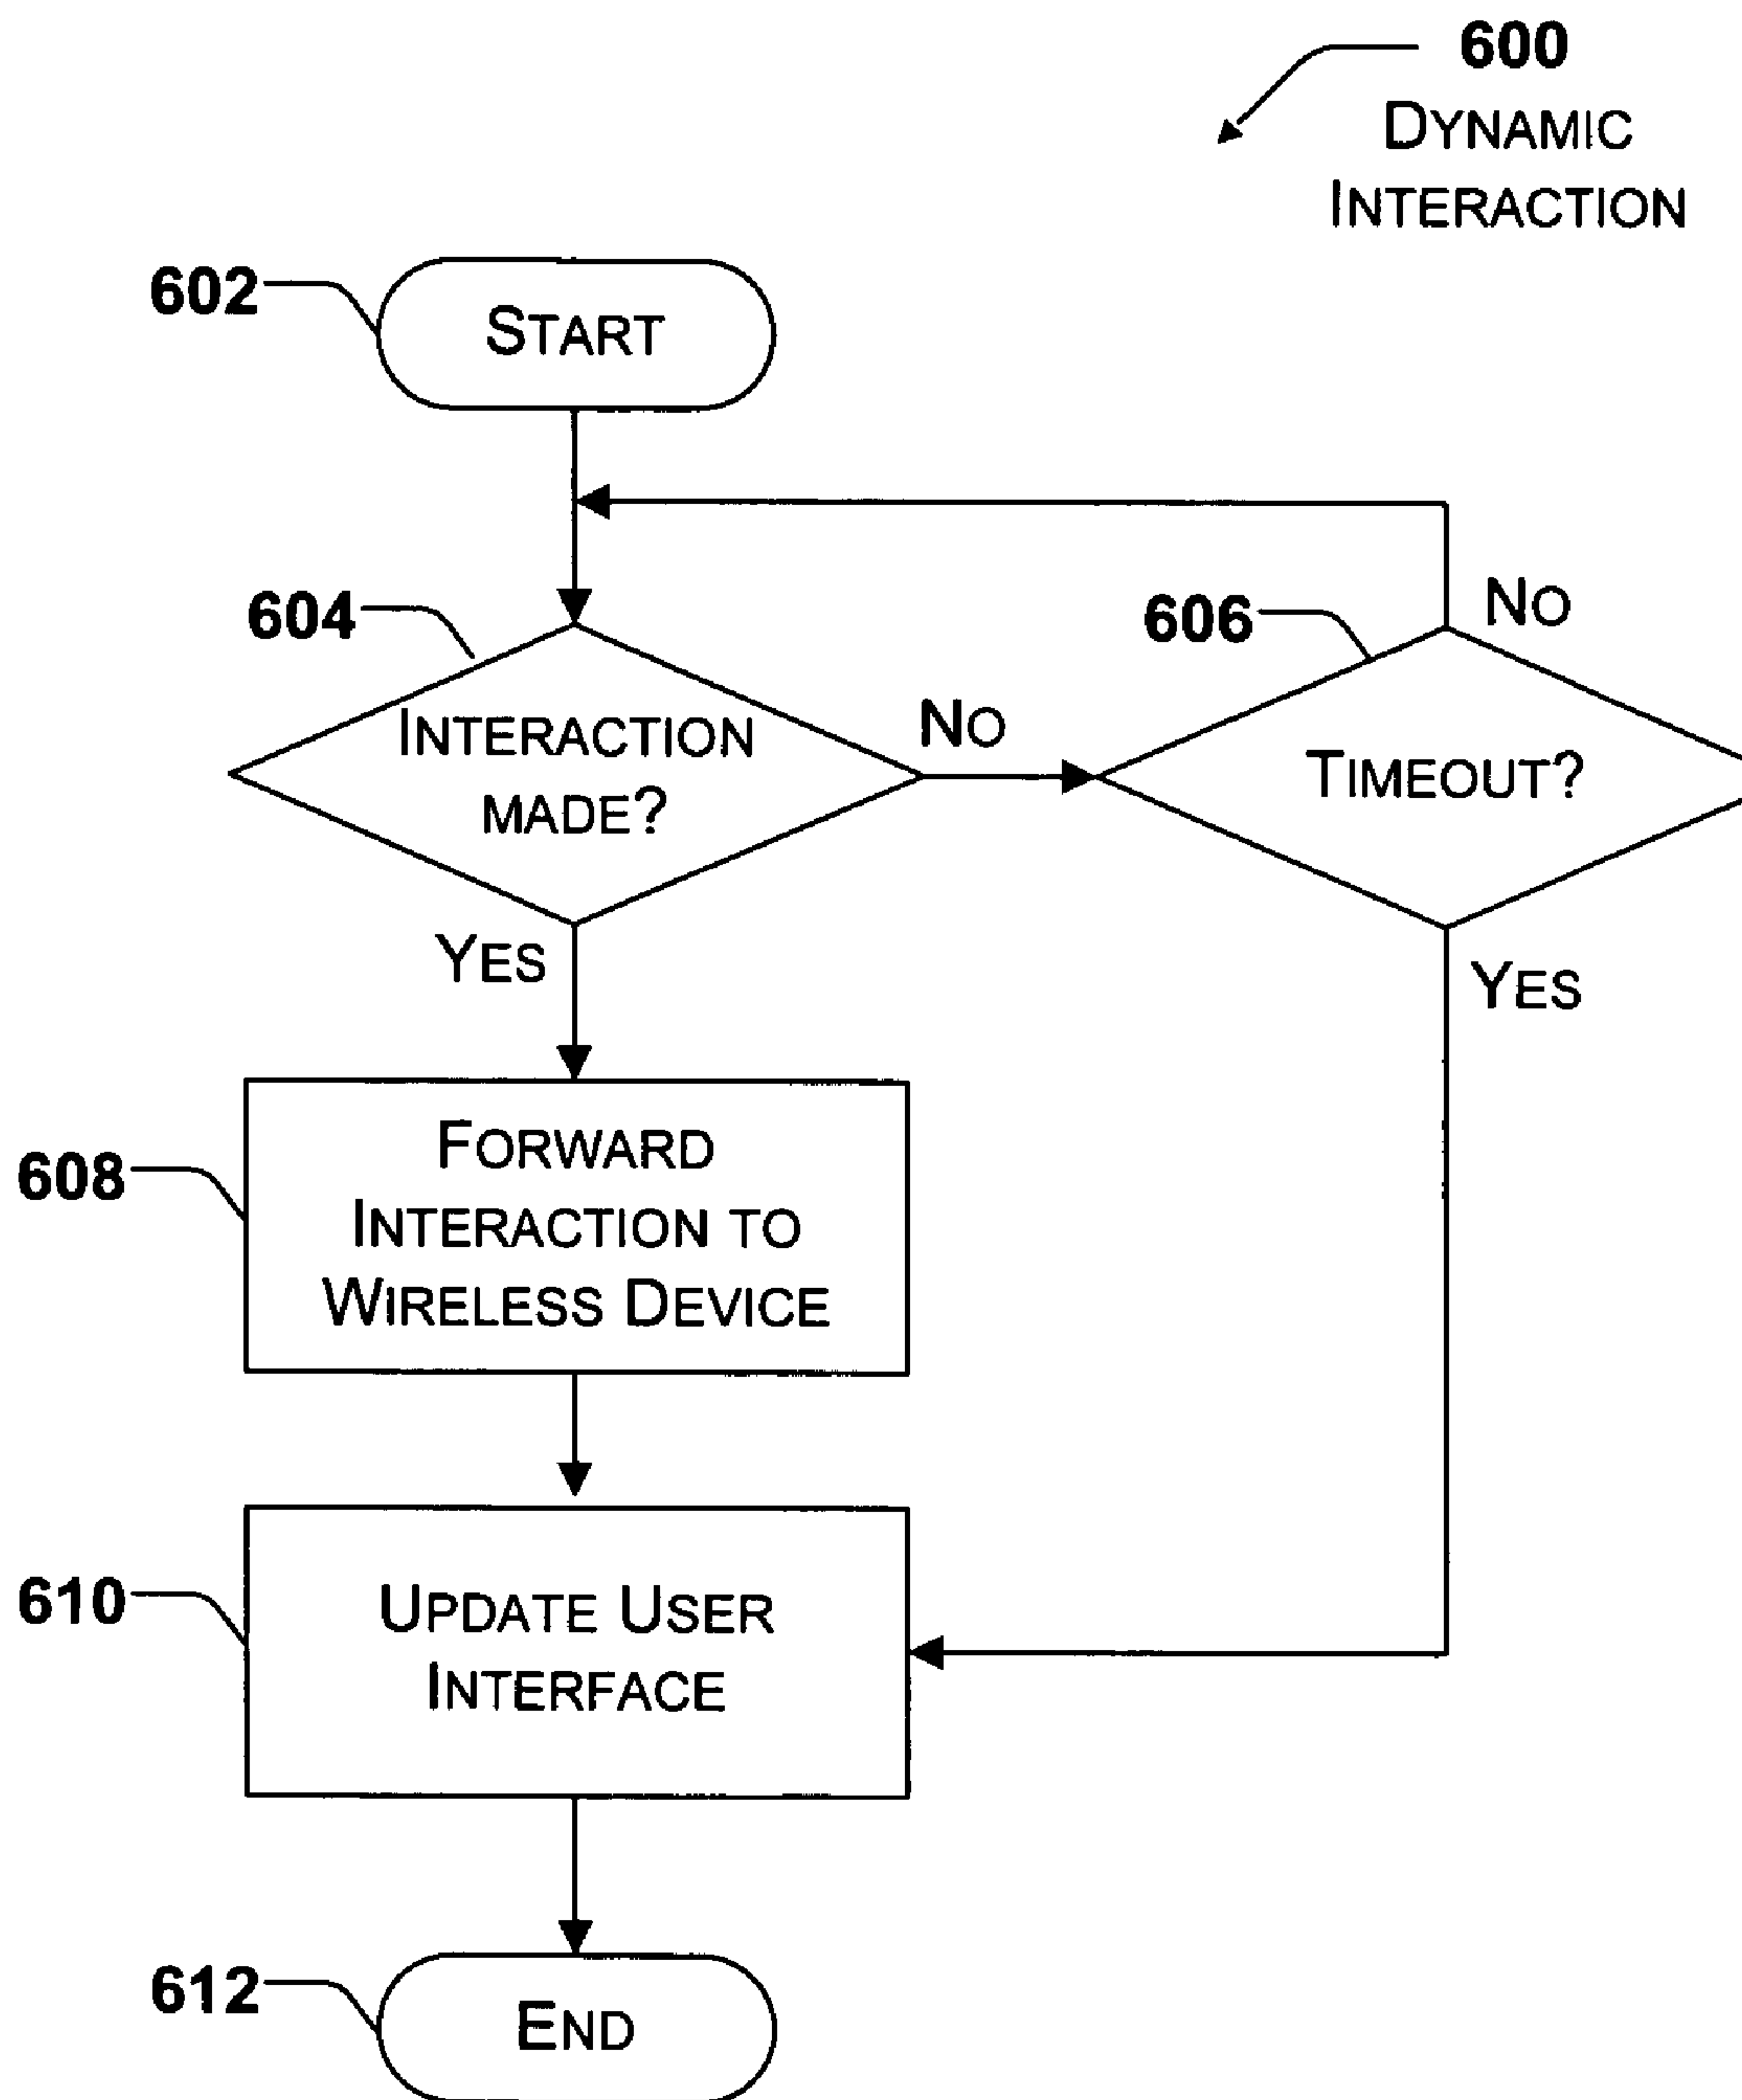 600
DYNAMIC
INTERACTION
602
START
604
INTERACTION
MADE?
NO
606
TIMEOUT?
NO
YES
YES
608
FORWARD
INTERACTION TO
WIRELESS DEVICE
610
UPDATE USER
INTERFACE
612
END